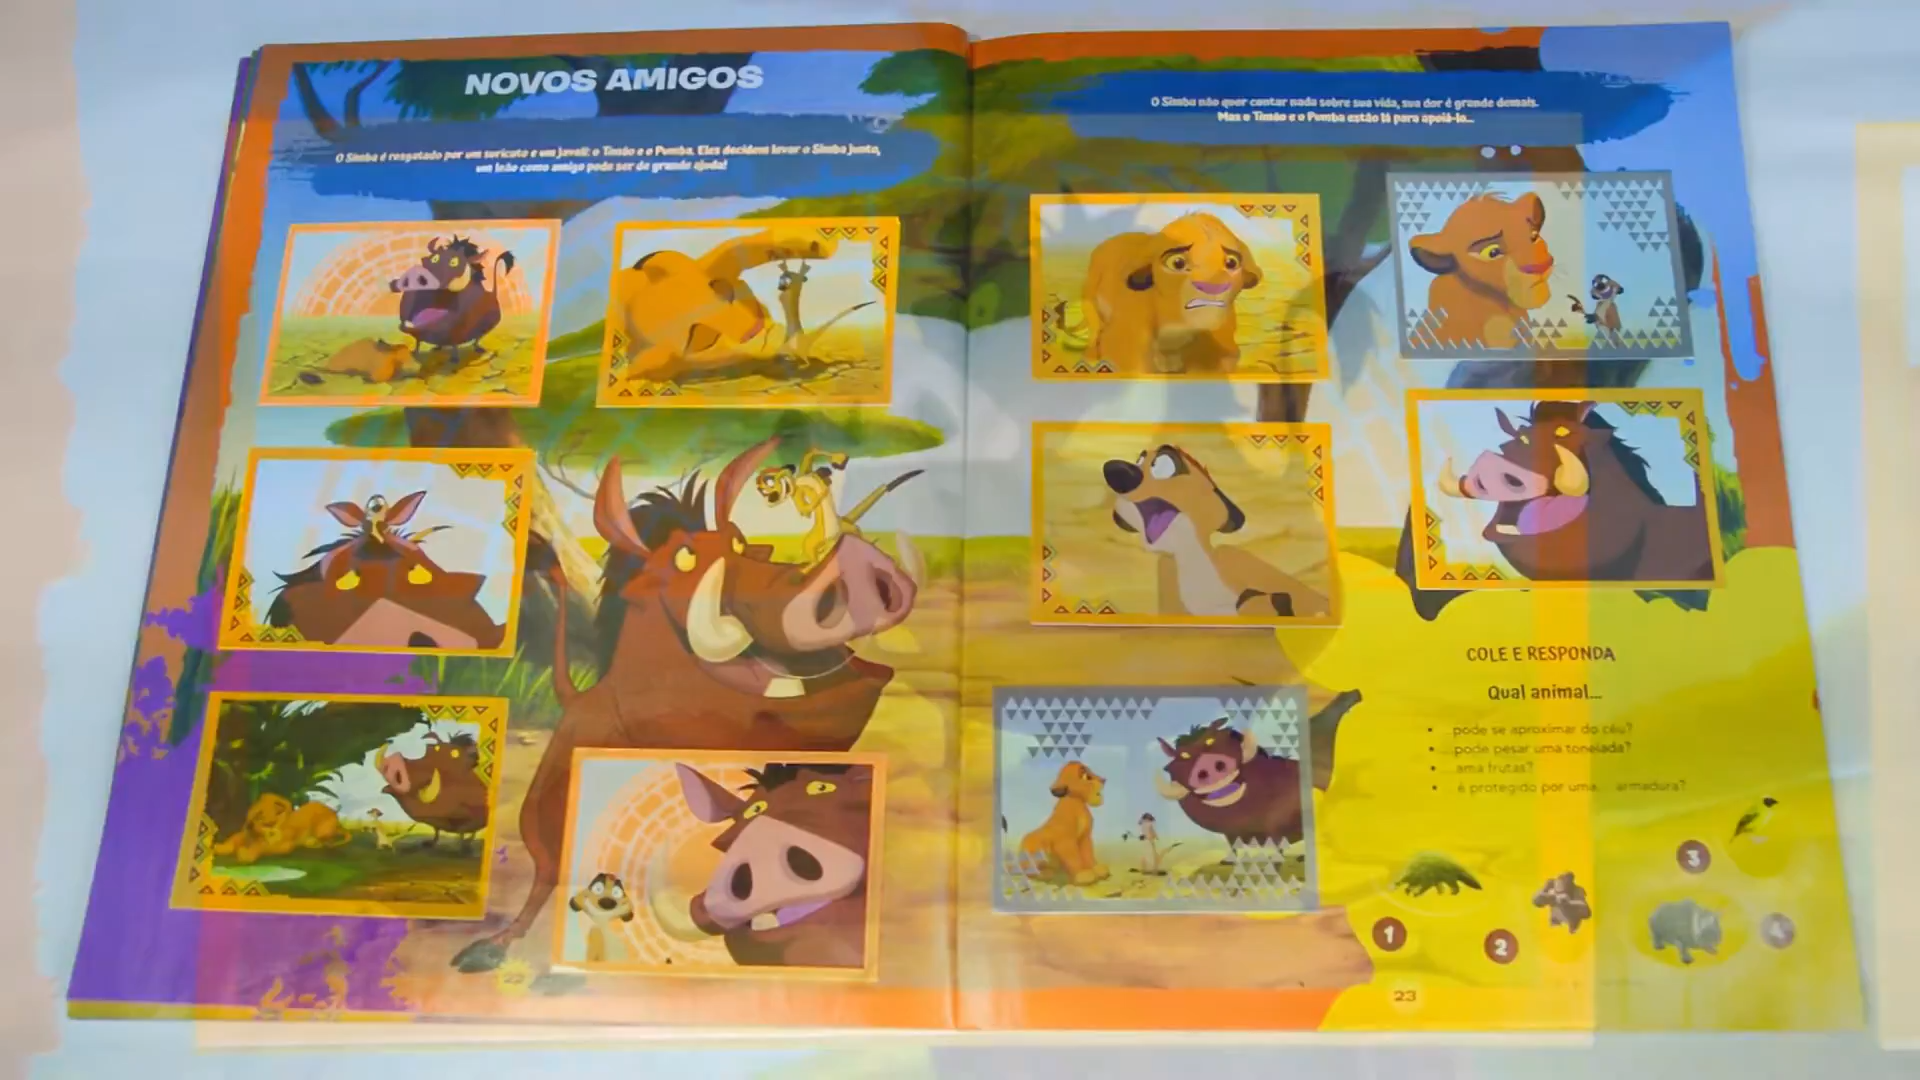 NOVOS AMIGOS
O Simba é resgatado por um suricato e um javali: o Timão e o Pumba. Eles decidem levar o Simba junto,
um leão como amigo pode ser de grande ajuda!
O Simba não quer contar nada sobre sua vida, sua dor é grande demais.
Mas o Timão e o Pumba estão lá para apoiá-lo...
COLE E RESPONDA
Qual animal...
• ...pode se aproximar do céu?
• ...pode pesar uma tonelada?
• ...ama frutas?
• ...é protegido por uma armadura?
3
1
2
4
22
23